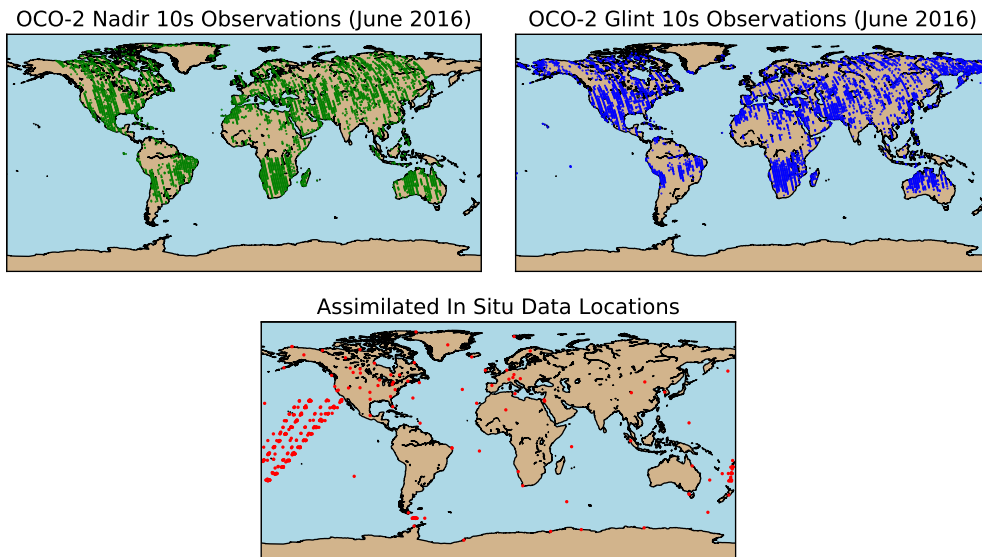 OCO-2 Nadir 10s Observations (June 2016)
OCO-2 Glint 10s Observations (June 2016)
Assimilated In Situ Data Locations